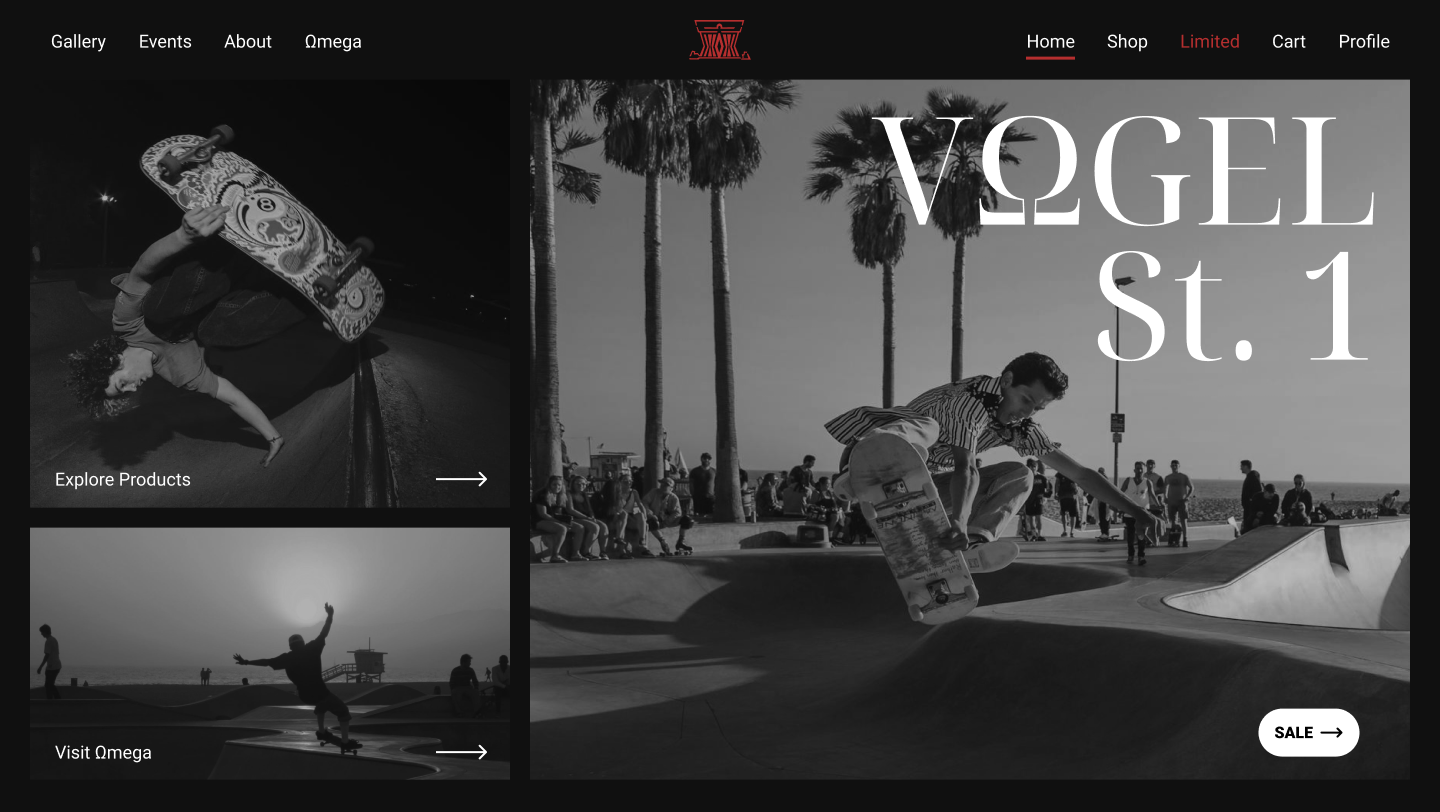 Gallery Events About Ωmega Home Shop Limited Cart Profile
VΩGEL
St. 1
Explore Products
Visit Ωmega
SALE